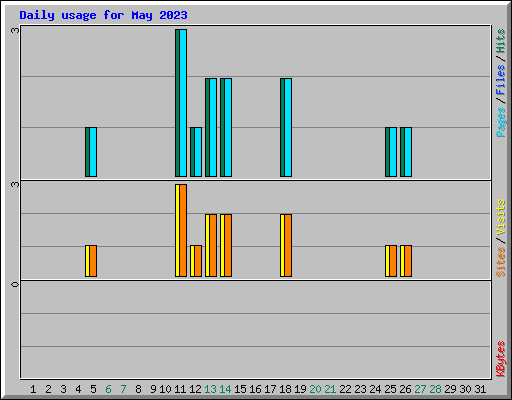 Daily usage for May 2023
3
3
0
Pages / Files / Hits
Sites / Visits
KBytes
1 2 3 4 5 6 7 8 9 10 11 12 13 14 15 16 17 18 19 20 21 22 23 24 25 26 27 28 29 30 31